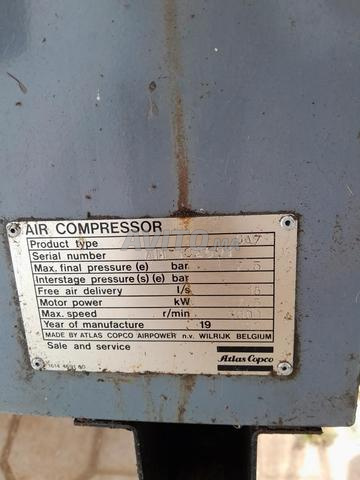 AIR COMPRESSOR
Product type
Serial number
Max. final pressure (e) bar
Interstage pressure (s) (e) bar
Free air delivery l/s
Motor power kW
Max. speed r/min
Year of manufacture 19
MADE BY ATLAS COPCO AIRPOWER n.v. WILRIJK BELGIUM
Sale and service
Atlas Copco